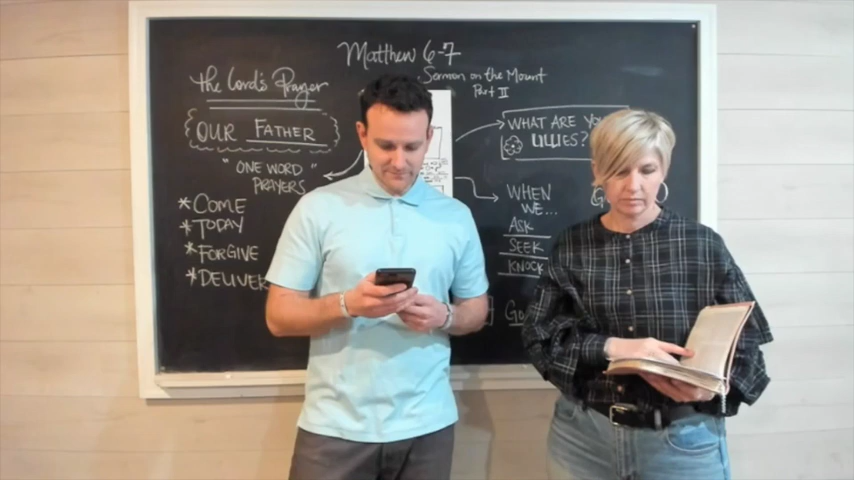 Matthew 6-7
Sermon on the Mount
Part II
the Lord's Prayer
OUR FATHER
"ONE WORD"
PRAYERS
* COME
* TODAY
* FORGIVE
* DELIVER
WHAT ARE YOU
LILLIES?
WHEN
WE...
ASK
SEEK
KNOCK